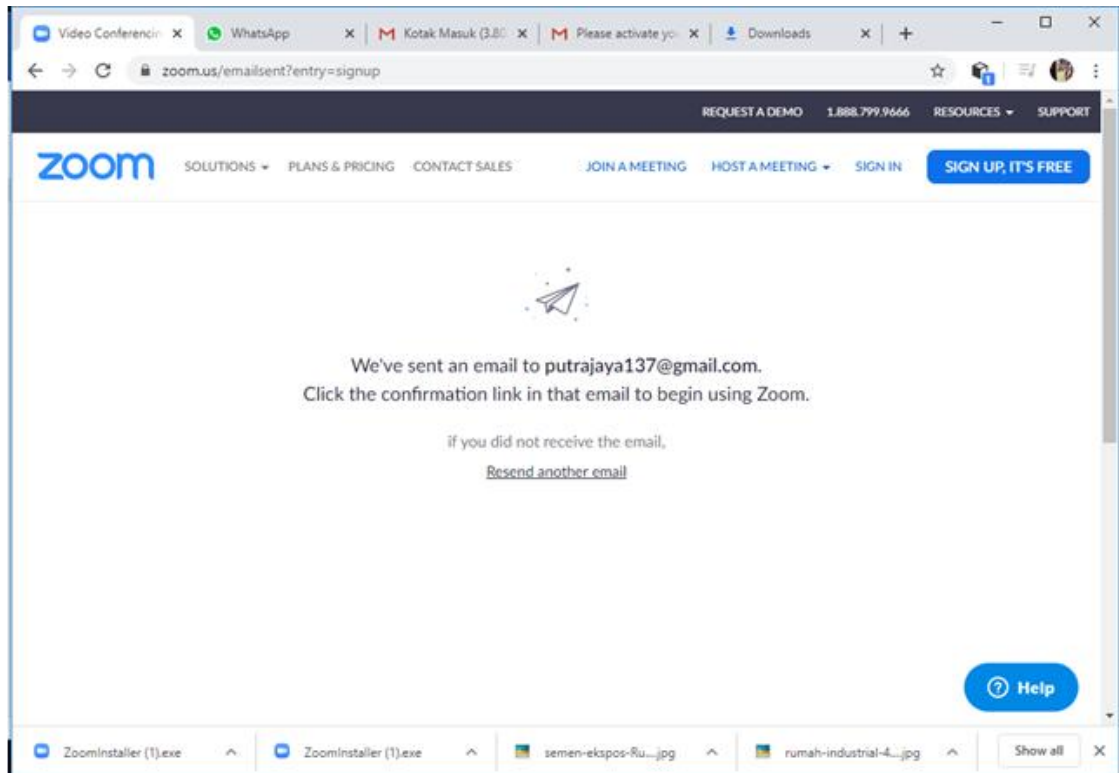 Video Conferencin
WhatsApp
Kotak Masuk (3.80
Please activate yo
Downloads
zoom.us/emailsent?entry=signup
REQUEST A DEMO 1.888.799.9666 RESOURCES SUPPORT
zoom SOLUTIONS PLANS & PRICING CONTACT SALES JOIN A MEETING HOST A MEETING SIGN IN SIGN UP, IT'S FREE
We've sent an email to putrajaya137@gmail.com.
Click the confirmation link in that email to begin using Zoom.
if you did not receive the email,
Resend another email
Help
ZoomInstaller (1).exe ZoomInstaller (1).exe semen-ekspos-Ru....jpg rumah-industrial-4....jpg Show all